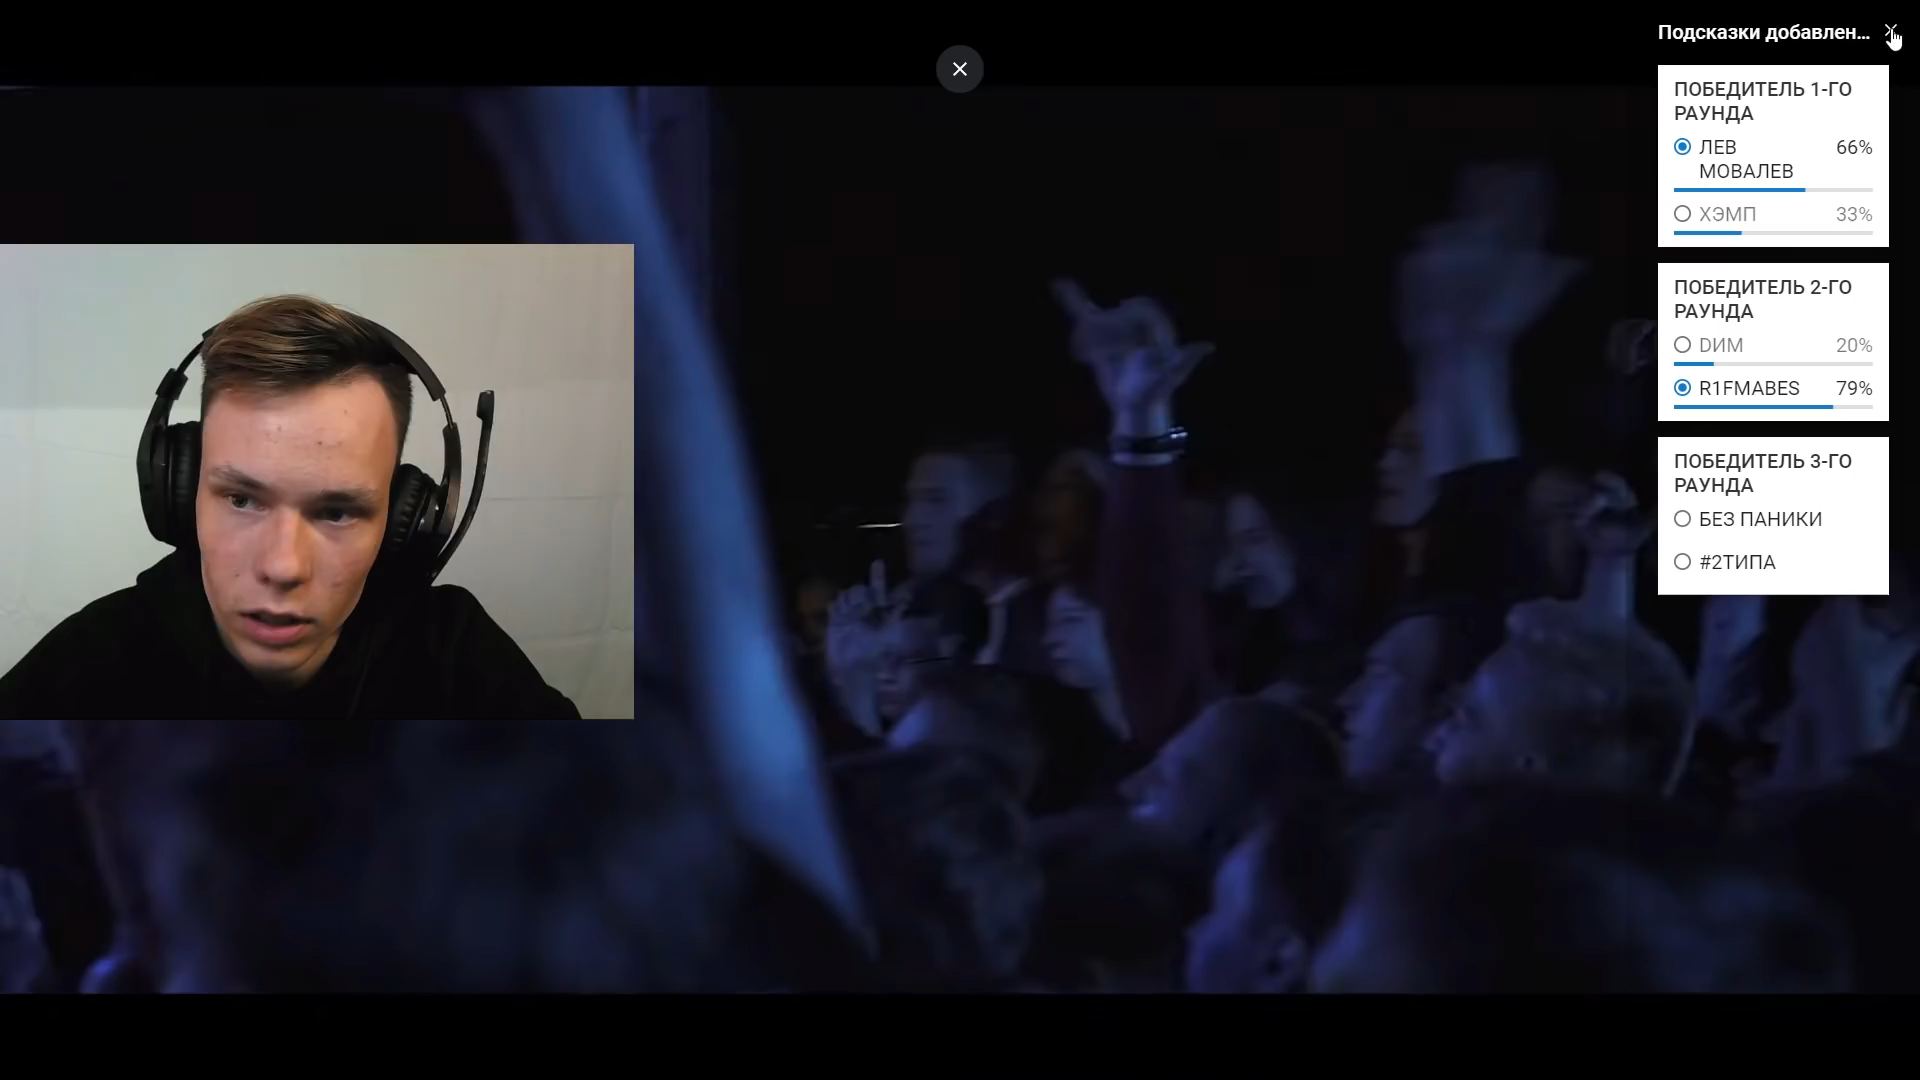 Подсказки добавлен...
ПОБЕДИТЕЛЬ 1-ГО
РАУНДА
ЛЕВ 66%
МОВАЛЕВ
ХЭМП 33%
ПОБЕДИТЕЛЬ 2-ГО
РАУНДА
DИМ 20%
R1FMABES 79%
ПОБЕДИТЕЛЬ 3-ГО
РАУНДА
БЕЗ ПАНИКИ
#2ТИПА